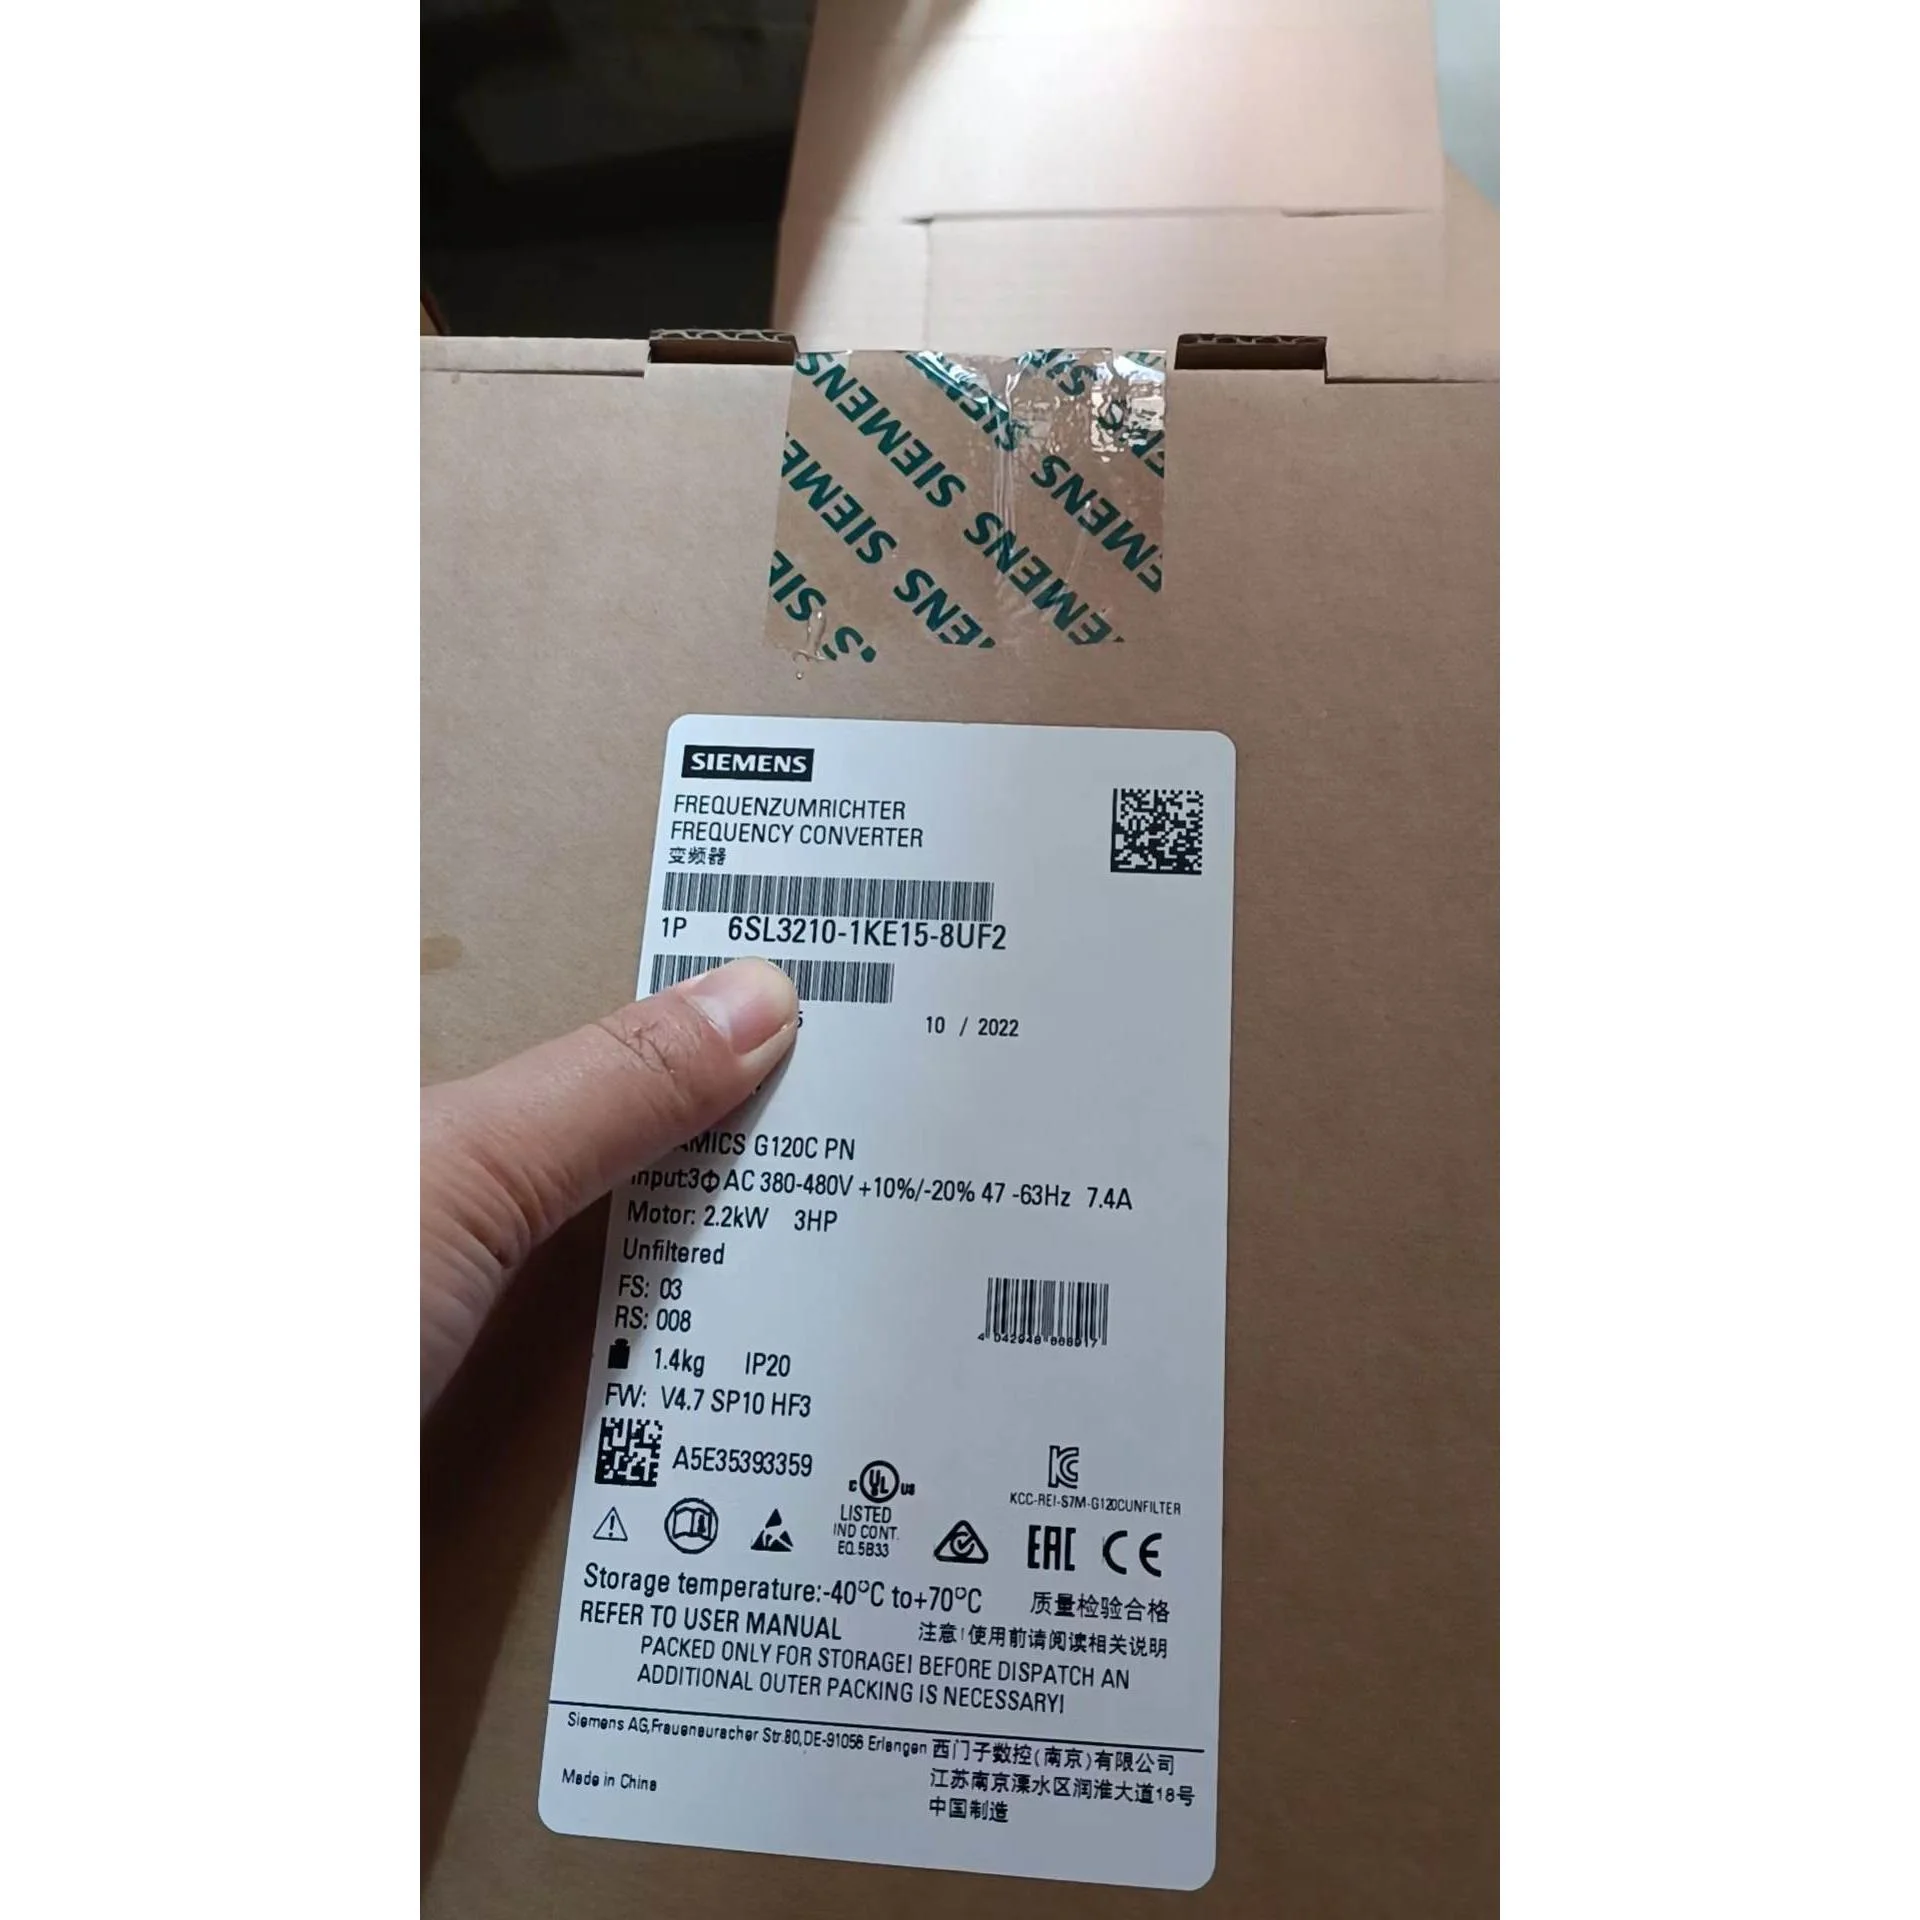 SIEMENS SIEMENS
SIEMENS SIEMENS
SIEMENS
SIEMENS
FREQUENZUMRICHTER
FREQUENCY CONVERTER
变频器
1P 6SL3210-1KE15-8UF2
10 / 2022
G120C PN
Input:3Φ AC 380-480V +10%/-20% 47 -63Hz 7.4A
Motor: 2.2kW 3HP
Unfiltered
FS: 03
RS: 008
1.4kg IP20
FW: V4.7 SP10 HF3
A5E35393359
C UL US
LISTED
IND CONT.
EQ.5B33
KC
KCC-REI-S7M-G120CUNFILTER
EAC CE
Storage temperature:-40°C to+70°C
质量检验合格
REFER TO USER MANUAL
注意!使用前请阅读相关说明
PACKED ONLY FOR STORAGE! BEFORE DISPATCH AN
ADDITIONAL OUTER PACKING IS NECESSARY!
Siemens AG,Frauenauracher Str.80,DE-91056 Erlangen
西门子数控(南京)有限公司
江苏南京溧水区润淮大道18号
中国制造
Made in China